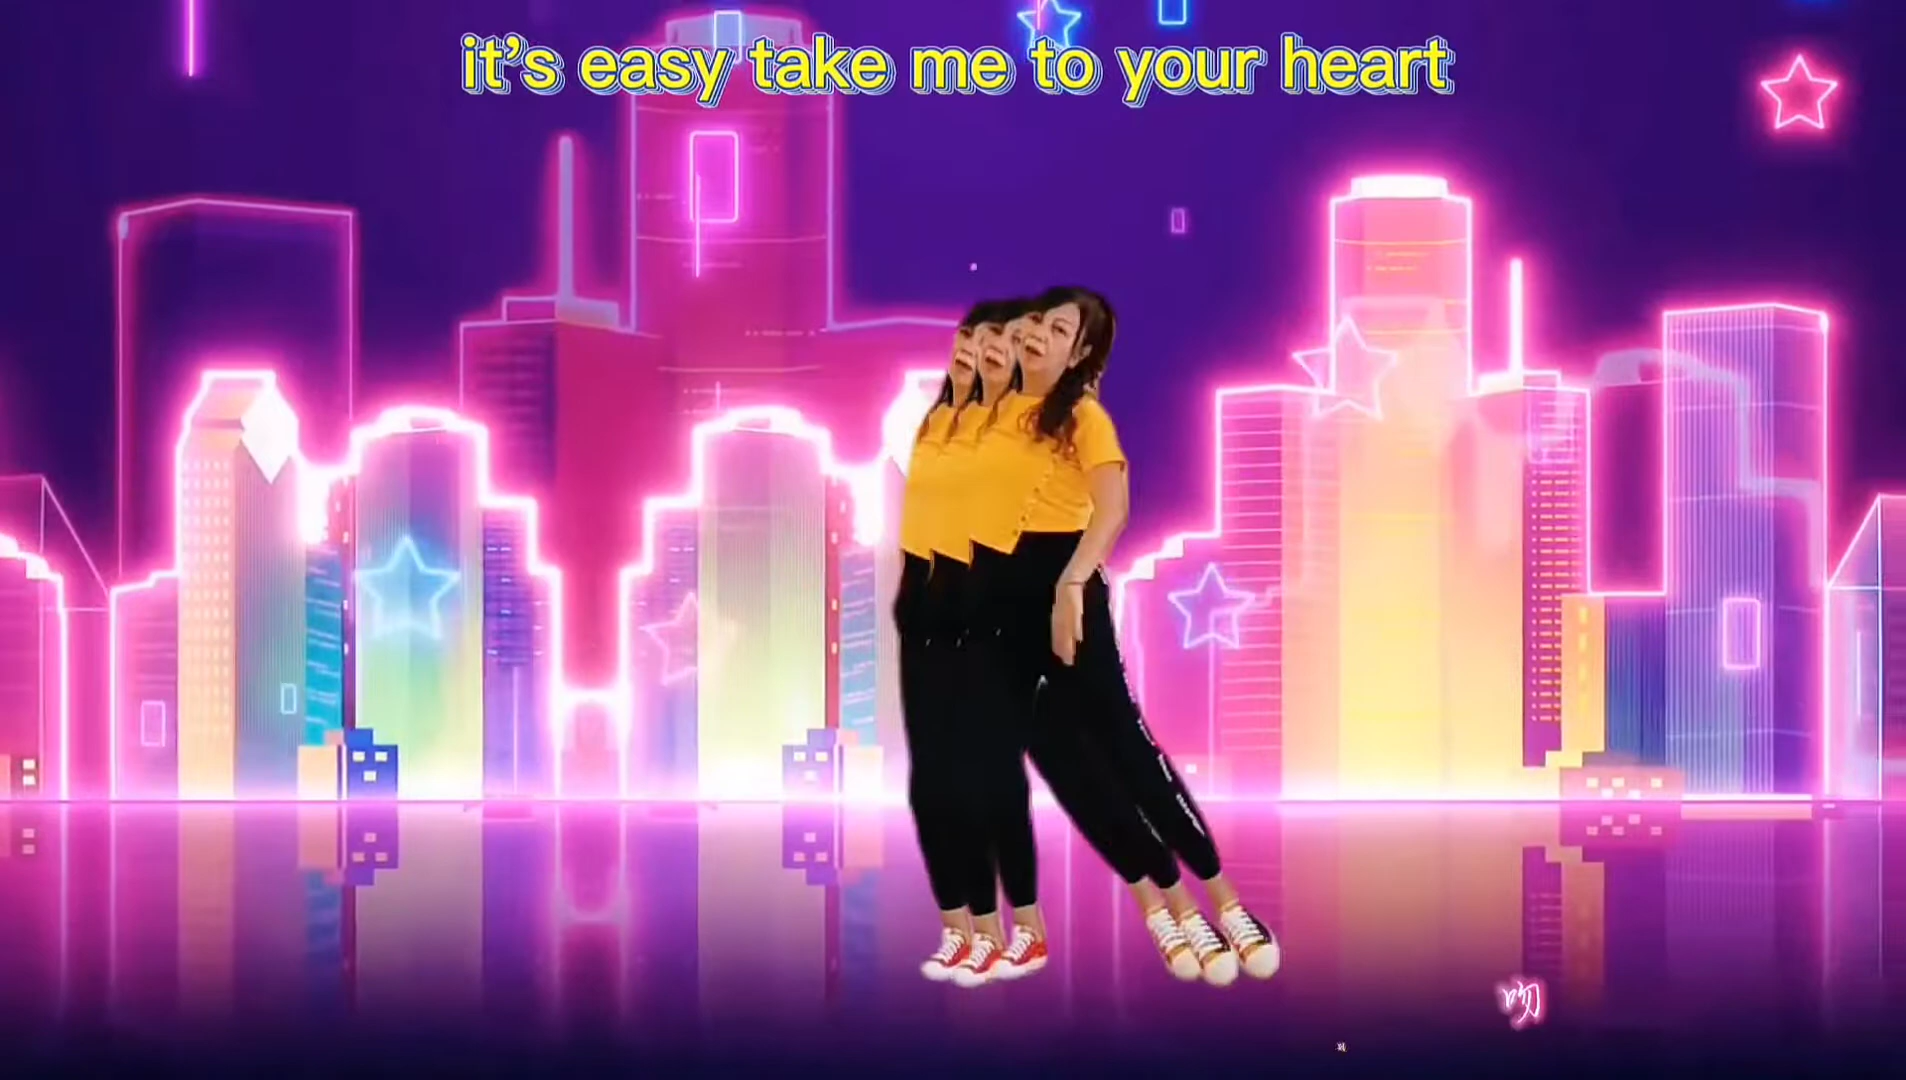 it’s easy take me to your heart
吻